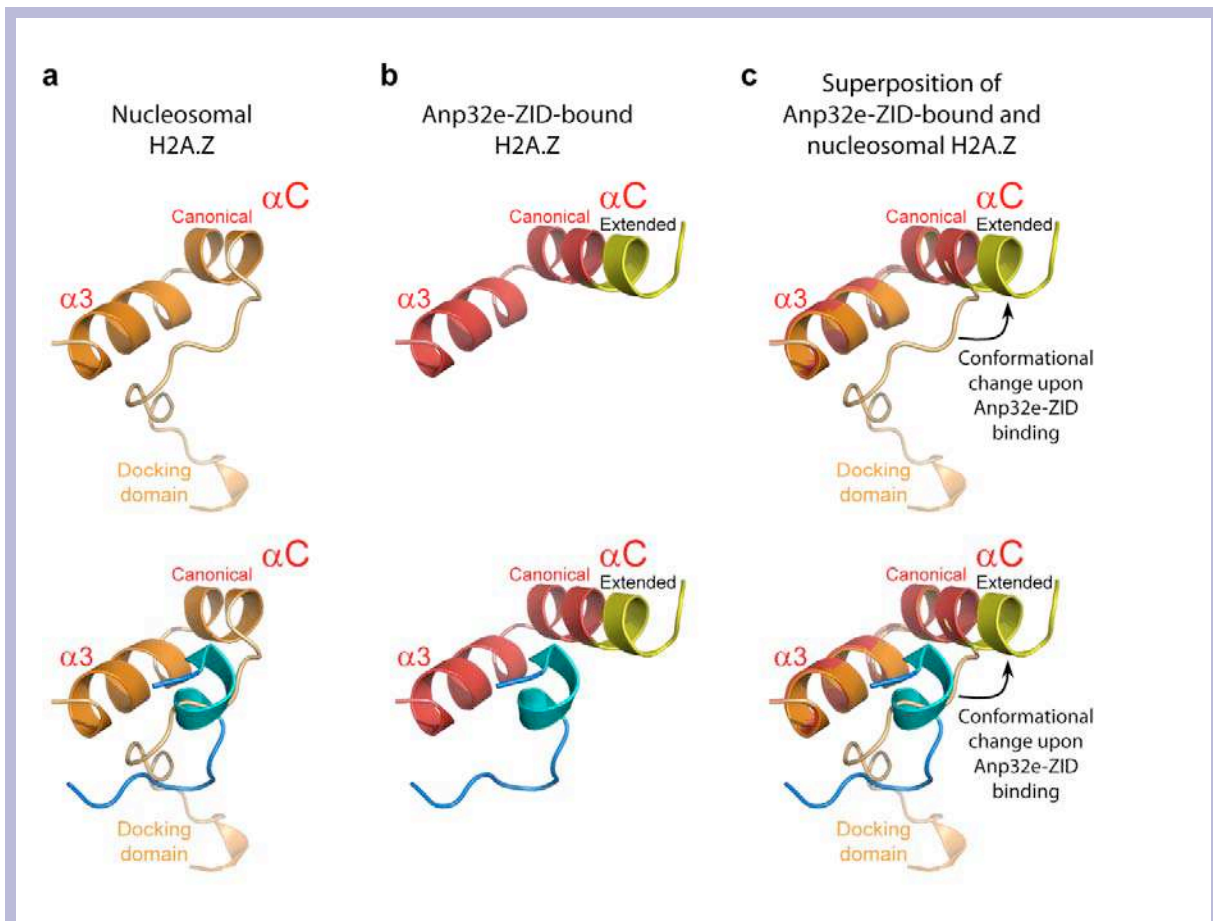 a
Nucleosomal
H2A.Z
αC
Canonical
α3
Docking
domain
αC
Canonical
α3
Docking
domain
b
Anp32e-ZID-bound
H2A.Z
αC
Canonical Extended
α3
αC
Canonical Extended
α3
c
Superposition of
Anp32e-ZID-bound and
nucleosomal H2A.Z
αC
Canonical Extended
α3
Conformational
change upon
Anp32e-ZID
binding
Docking
domain
αC
Canonical Extended
α3
Conformational
change upon
Anp32e-ZID
binding
Docking
domain